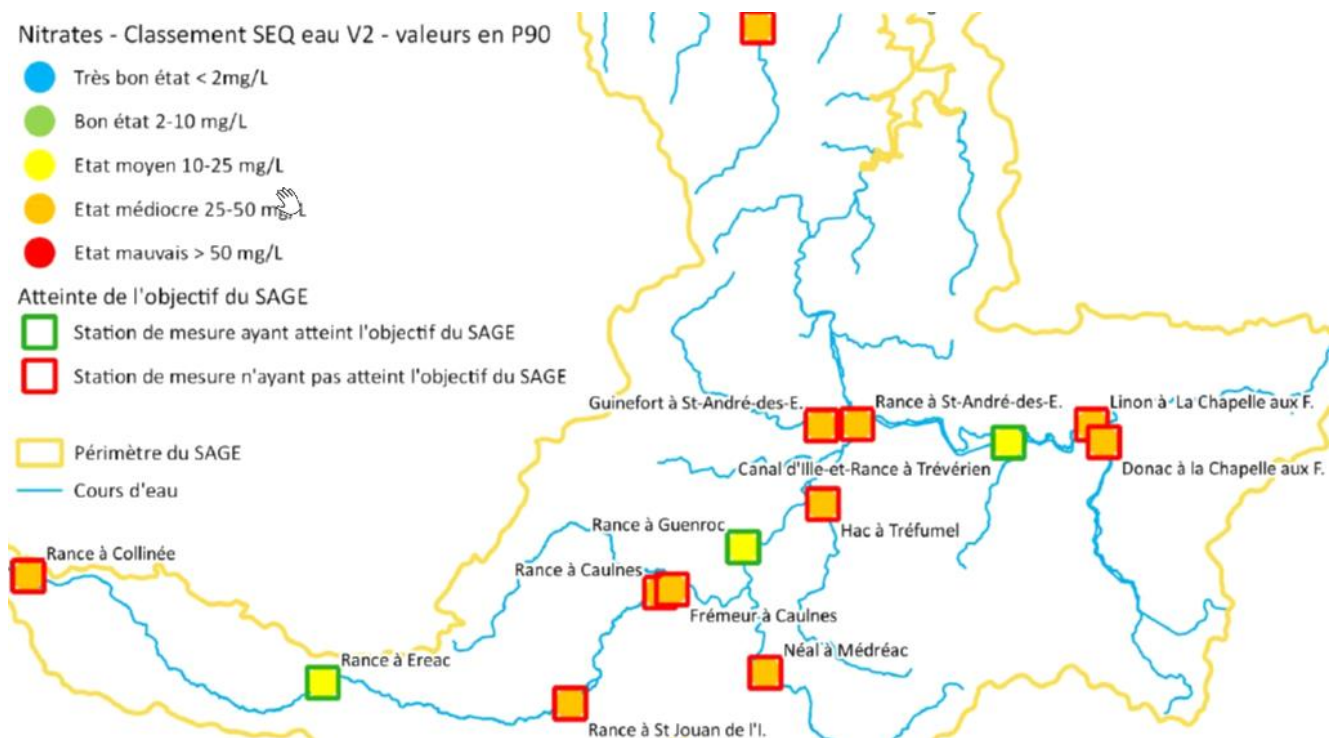 Nitrates - Classement SEQ eau V2 - valeurs en P90
Très bon état < 2mg/L
Bon état 2-10 mg/L
Etat moyen 10-25 mg/L
Etat médiocre 25-50 mg/L
Etat mauvais > 50 mg/L
Atteinte de l'objectif du SAGE
Station de mesure ayant atteint l'objectif du SAGE
Station de mesure n'ayant pas atteint l'objectif du SAGE
Périmètre du SAGE
Cours d'eau
Guinefort à St-André-des-E.
Rance à St-André-des-E.
Linon à La Chapelle aux F.
Canal d'Ille-et-Rance à Trévérien
Donac à la Chapelle aux F.
Rance à Guenroc
Hac à Tréfumel
Rance à Collinée
Rance à Caulnes
Frémeur à Caulnes
Rance à Ereac
Néal à Médréac
Rance à St Jouan de l'I.